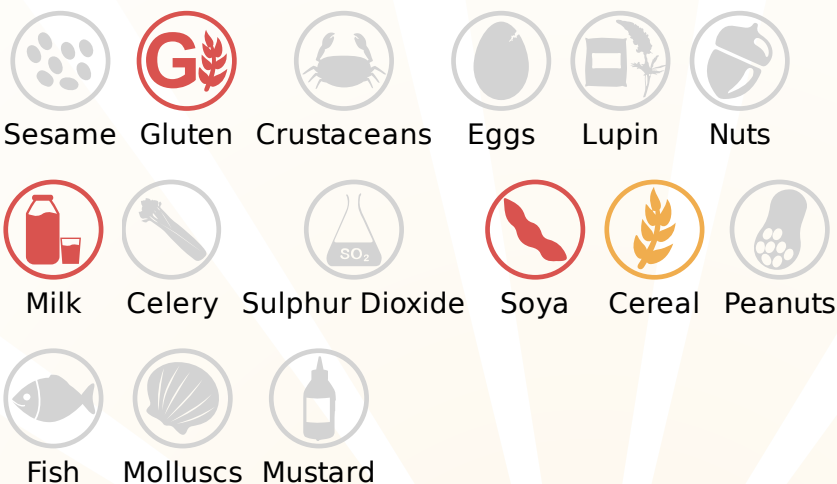 G
Sesame Gluten Crustaceans Eggs Lupin Nuts
SO₂
Milk Celery Sulphur Dioxide Soya Cereal Peanuts
Fish Molluscs Mustard